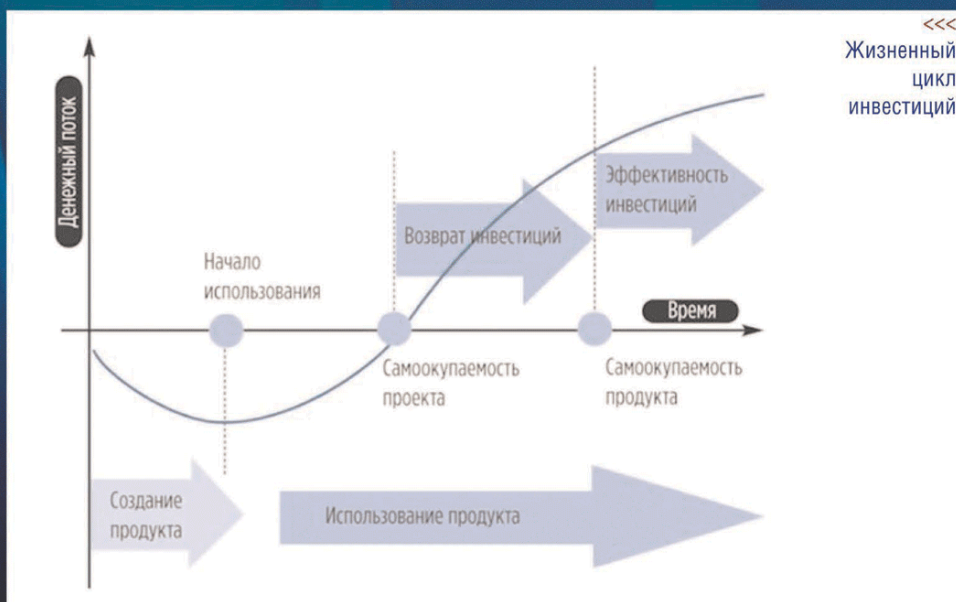 <<<
Жизненный
цикл
инвестиций
Денежный поток
Эффективность
инвестиций
Возврат инвестиций
Начало
использования
Время
Самоокупаемость
проекта
Самоокупаемость
продукта
Создание
продукта
Использование продукта